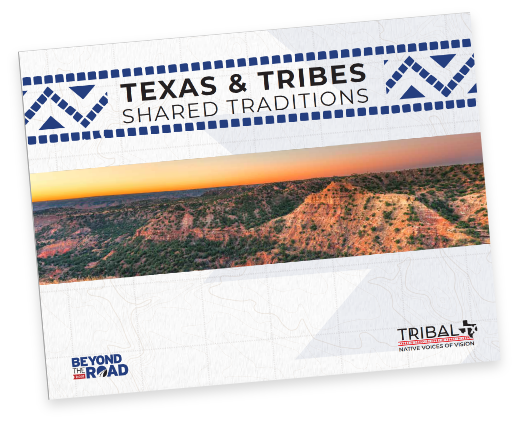 TEXAS & TRIBES
SHARED TRADITIONS
BEYOND
THE ROAD
TRIBAL
NATIVE VOICES OF VISION